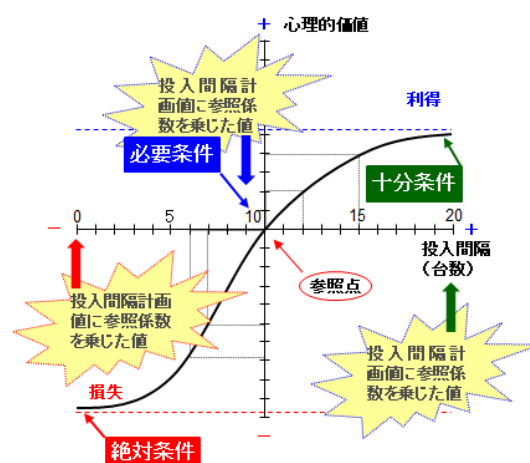 +
心理的価値
投入間隔計
画値に参照係
数を乗じた値
利得
必要条件
十分条件
－
0
5
10
15
20
+
投入間隔
（台数）
参照点
投入間隔計画
値に参照係数
を乗じた値
投入間隔計
画値に参照係
数を乗じた値
損失
－
絶対条件